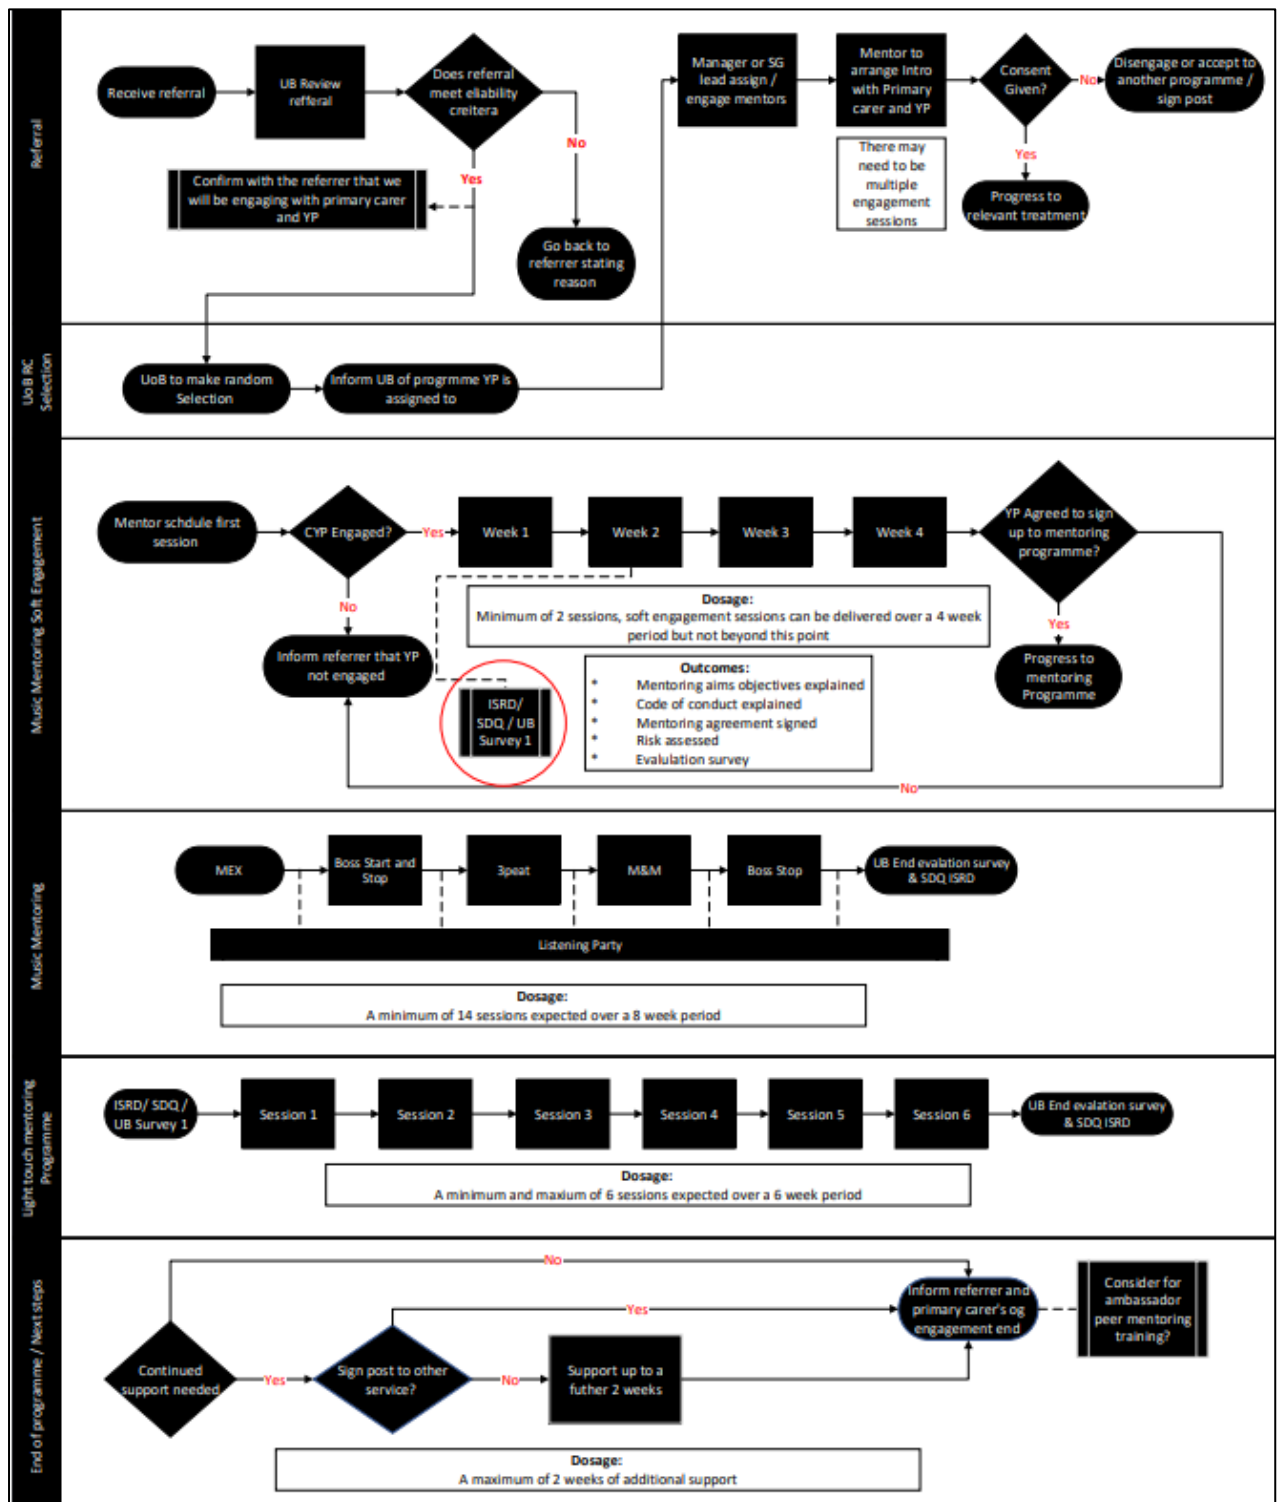 Referral
Receive referral
UB Review
refferal
Does referral
meet eliability
creitera
No
Yes
Confirm with the referrer that we
will be engaging with primary carer
and YP
Go back to
referrer stating
reason
Manager or SG
lead assign /
engage mentors
Mentor to
arrange Intro
with Primary
carer and YP
There may
need to be
multiple
engagement
sessions
Consent
Given?
No
Disengage or accept to
another programme /
sign post
Yes
Progress to
relevant treatment
UoB RC
Selection
UoB to make random
Selection
Inform UB of progrmme YP is
assigned to
Music Mentoring Soft Engagement
Mentor schdule first
session
CYP Engaged?
Yes
Week 1
Week 2
Week 3
Week 4
YP Agreed to sign
up to mentoring
programme?
No
Inform referrer that YP
not engaged
Dosage:
Minimum of 2 sessions, soft engagement sessions can be delivered over a 4 week
period but not beyond this point
Yes
Progress to
mentoring
Programme
ISRD/
SDQ / UB
Survey 1
Outcomes:
* Mentoring aims objectives explained
* Code of conduct explained
* Mentoring agreement signed
* Risk assessed
* Evalulation survey
No
Music Mentoring
MEX
Boss Start and
Stop
3peat
M&M
Boss Stop
UB End evalation survey
& SDQ ISRD
Listening Party
Dosage:
A minimum of 14 sessions expected over a 8 week period
Light touch mentoring
Programme
ISRD/ SDQ /
UB Survey 1
Session 1
Session 2
Session 3
Session 4
Session 5
Session 6
UB End evalation survey
& SDQ ISRD
Dosage:
A minimum and maxium of 6 sessions expected over a 6 week period
End of programme / Next steps
No
Continued
support needed
Yes
Sign post to other
service?
Yes
No
Support up to a
futher 2 weeks
Inform referrer and
primary carer's og
engagement end
Consider for
ambassador
peer mentoring
training?
Dosage:
A maximum of 2 weeks of additional support